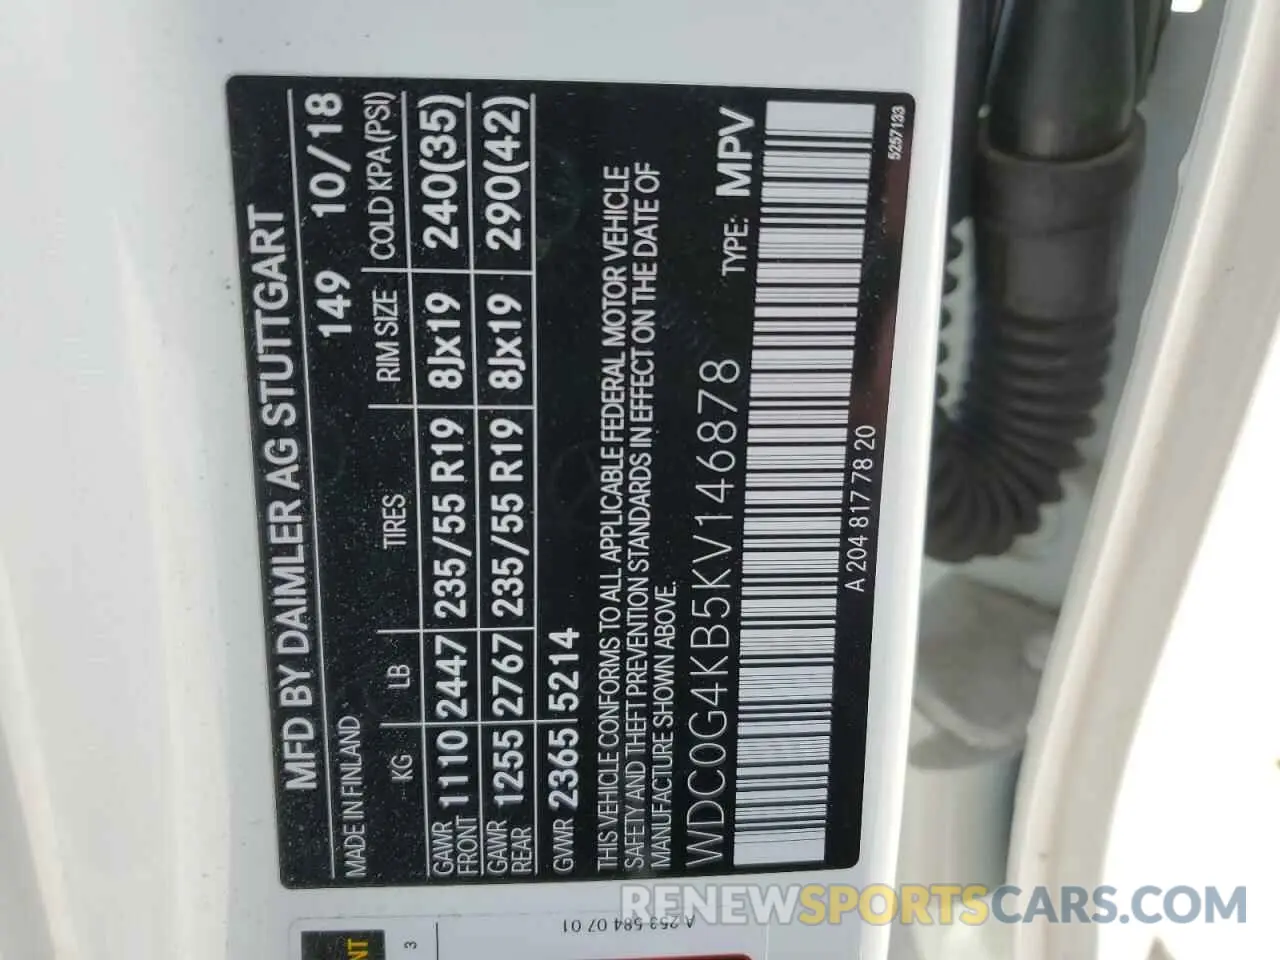 MFD BY DAIMLER AG STUTTGART
MADE IN FINLAND 149 10/18
KG LB TIRES RIM SIZE COLD KPA(PSI)
GAWR FRONT 1110 2447 235/55 R19 8Jx19 240(35)
GAWR REAR 1255 2767 235/55 R19 8Jx19 290(42)
GVWR 2365 5214
THIS VEHICLE CONFORMS TO ALL APPLICABLE FEDERAL MOTOR VEHICLE
SAFETY AND THEFT PREVENTION STANDARDS IN EFFECT ON THE DATE OF
MANUFACTURE SHOWN ABOVE.
WDC0G4KB5KV146878 TYPE: MPV
A 204 817 78 20
5257133
A 253 584 07 01
3
NT
RENEWSPORTSCARS.COM